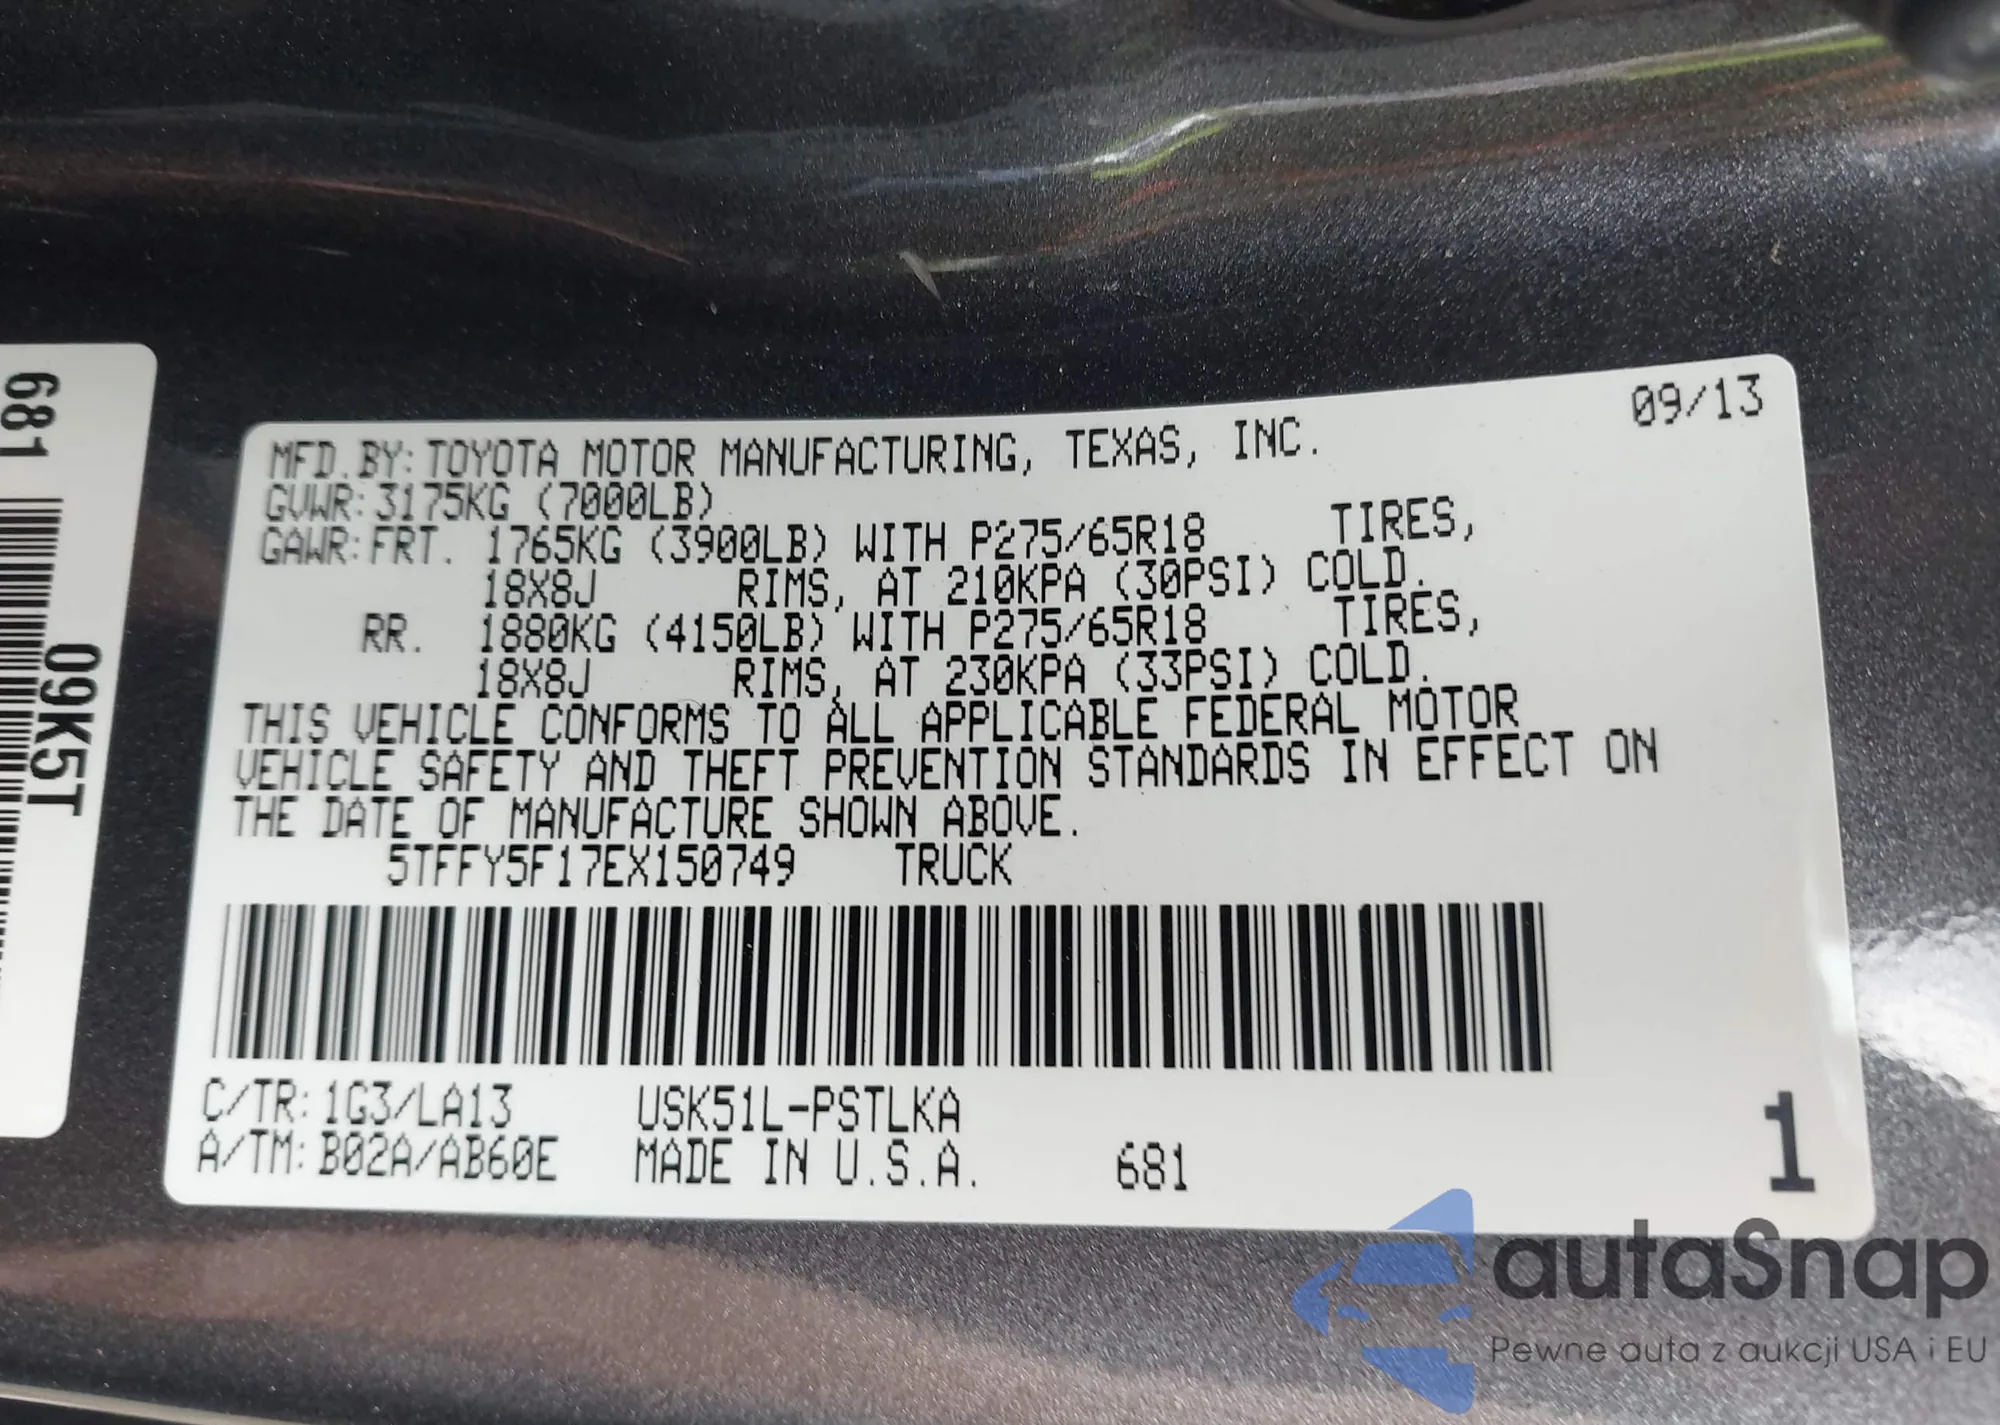 681
09K5T
09/13
MFD.BY: TOYOTA MOTOR MANUFACTURING, TEXAS, INC.
GVWR: 3175KG (7000LB)
GAWR: FRT. 1765KG (3900LB) WITH P275/65R18 TIRES,
18X8J RIMS, AT 210KPA (30PSI) COLD.
RR. 1880KG (4150LB) WITH P275/65R18 TIRES,
18X8J RIMS, AT 230KPA (33PSI) COLD.
THIS VEHICLE CONFORMS TO ALL APPLICABLE FEDERAL MOTOR
VEHICLE SAFETY AND THEFT PREVENTION STANDARDS IN EFFECT ON
THE DATE OF MANUFACTURE SHOWN ABOVE.
5TFFY5F17EX150749 TRUCK
C/TR: 1G3/LA13 USK51L-PSTLKA
A/TM: B02A/AB60E MADE IN U.S.A. 681
1
autaSnap
Pewne auta z aukcji USA i EU